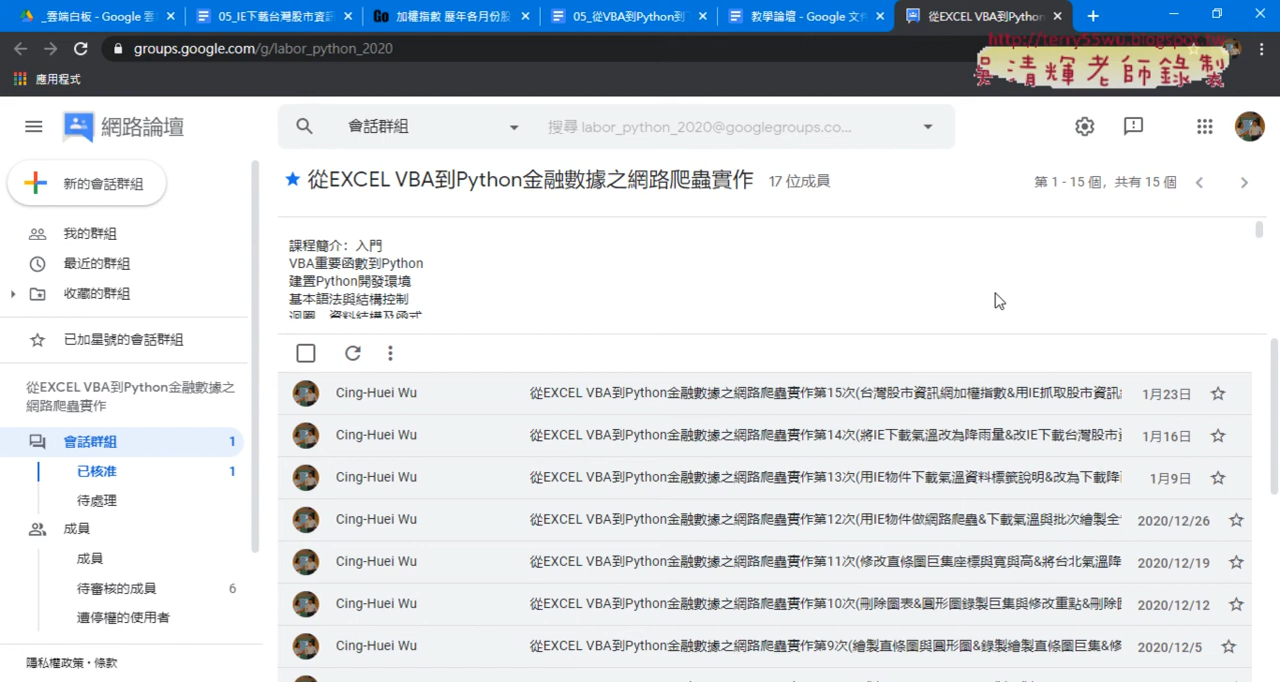 _雲端白板 - Google 雲
05_IE下載台灣股市資訊
加權指數 歷年各月份股
05_從VBA到Python到
教學論壇 - Google 文件
從EXCEL VBA到Python
groups.google.com/g/labor_python_2020
http://terry55wu.blogspot.tw
吳清輝老師錄製
應用程式
網路論壇
會話群組
搜尋 labor_python_2020@googlegroups.co...
新的會話群組
從EXCEL VBA到Python金融數據之網路爬蟲實作
17 位成員
第 1 - 15 個，共有 15 個
我的群組
最近的群組
收藏的群組
已加星號的會話群組
課程簡介：入門
VBA重要函數到Python
建置Python開發環境
基本語法與結構控制
迴圈、資料結構及函式
從EXCEL VBA到Python金融數據之
網路爬蟲實作
會話群組 1
已核准 1
待處理
成員
成員
待審核的成員 6
遭停權的使用者
隱私權政策・條款
Cing-Huei Wu 從EXCEL VBA到Python金融數據之網路爬蟲實作第15次(台灣股市資訊網加權指數&用IE抓取股市資訊 1月23日
Cing-Huei Wu 從EXCEL VBA到Python金融數據之網路爬蟲實作第14次(將IE下載氣溫改為降雨量&改IE下載台灣股市資 1月16日
Cing-Huei Wu 從EXCEL VBA到Python金融數據之網路爬蟲實作第13次(用IE物件下載氣溫資料標籤說明&改為下載降雨 1月9日
Cing-Huei Wu 從EXCEL VBA到Python金融數據之網路爬蟲實作第12次(用IE物件做網路爬蟲&下載氣溫與批次繪製全 2020/12/26
Cing-Huei Wu 從EXCEL VBA到Python金融數據之網路爬蟲實作第11次(修改直條圖巨集座標與寬與高&將台北氣溫降 2020/12/19
Cing-Huei Wu 從EXCEL VBA到Python金融數據之網路爬蟲實作第10次(刪除圖表&圓形圖錄製巨集與修改重點&刪除圖 2020/12/12
Cing-Huei Wu 從EXCEL VBA到Python金融數據之網路爬蟲實作第9次(繪製直條圖與圓形圖&錄製繪製直條圖巨集&修 2020/12/5